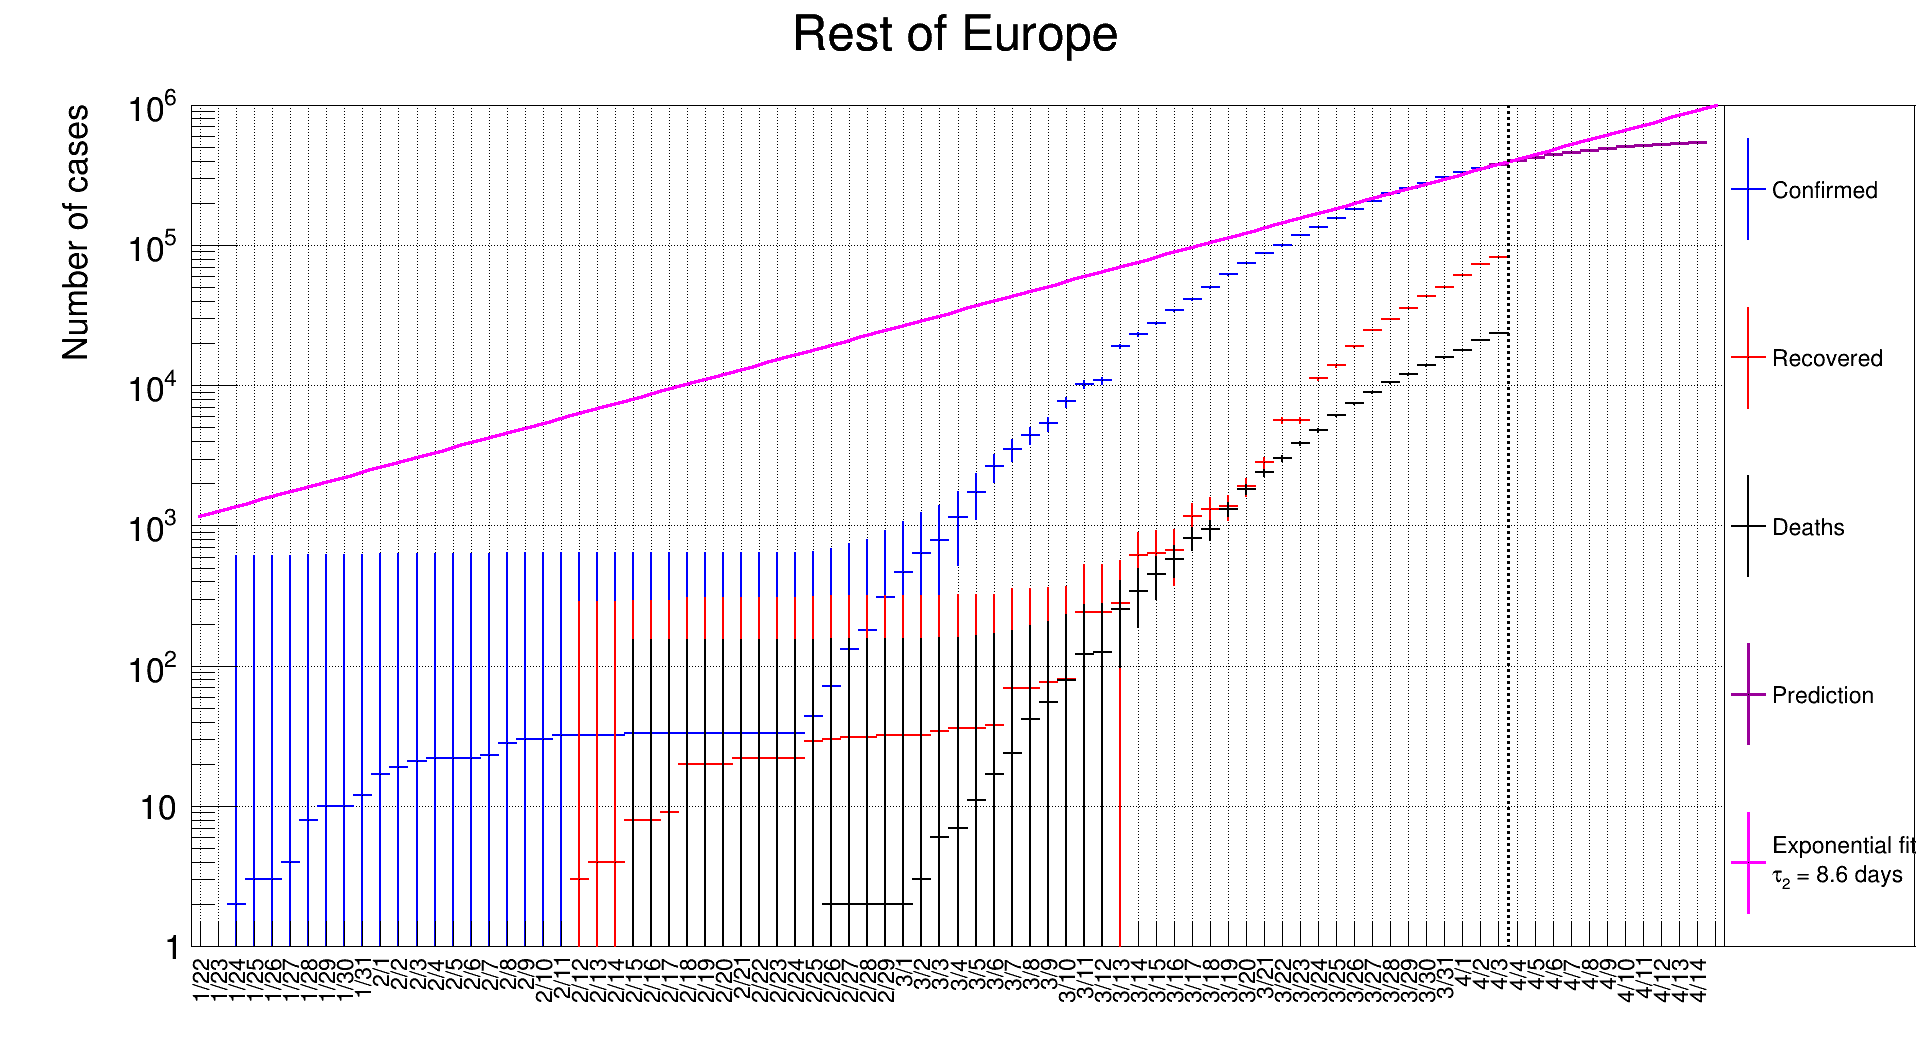 Rest of Europe
Number of cases
10^6
10^5
10^4
10^3
10^2
10
1
1/22 1/23 1/24 1/25 1/26 1/27 1/28 1/29 1/30 1/31 2/1 2/2 2/3 2/4 2/5 2/6 2/7 2/8 2/9 2/10 2/11 2/12 2/13 2/14 2/15 2/16 2/17 2/18 2/19 2/20 2/21 2/22 2/23 2/24 2/25 2/26 2/27 2/28 2/29 3/1 3/2 3/3 3/4 3/5 3/6 3/7 3/8 3/9 3/10 3/11 3/12 3/13 3/14 3/15 3/16 3/17 3/18 3/19 3/20 3/21 3/22 3/23 3/24 3/25 3/26 3/27 3/28 3/29 3/30 3/31 4/1 4/2 4/3 4/4 4/5 4/6 4/7 4/8 4/9 4/10 4/11 4/12 4/13 4/14
Confirmed
Recovered
Deaths
Prediction
Exponential fit
τ₂ = 8.6 days